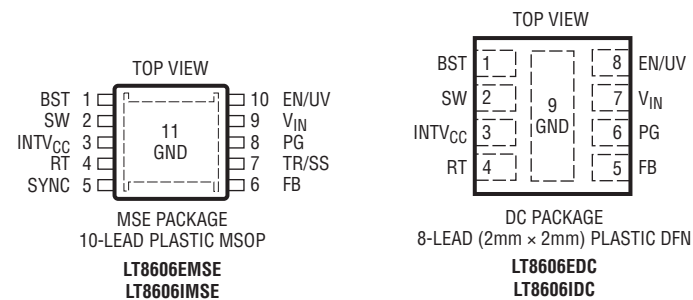 TOP VIEW
BST 1
SW 2
INTVCC 3
RT 4
SYNC 5
11
GND
10 EN/UV
9 VIN
8 PG
7 TR/SS
6 FB
MSE PACKAGE
10-LEAD PLASTIC MSOP
LT8606EMSE
LT8606IMSE
TOP VIEW
BST 1
SW 2
INTVCC 3
RT 4
9
GND
8 EN/UV
7 VIN
6 PG
5 FB
DC PACKAGE
8-LEAD (2mm × 2mm) PLASTIC DFN
LT8606EDC
LT8606IDC